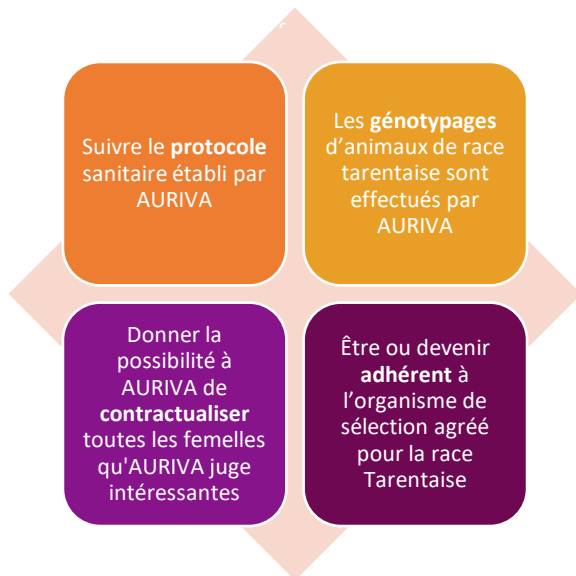 Suivre le protocole
sanitaire établi par
AURIVA
Les génotypages
d’animaux de race
tarentaise sont
effectués par
AURIVA
Donner la
possibilité à
AURIVA de
contractualiser
toutes les femelles
qu'AURIVA juge
intéressantes
Être ou devenir
adhérent à
l’organisme de
sélection agréé
pour la race
Tarentaise